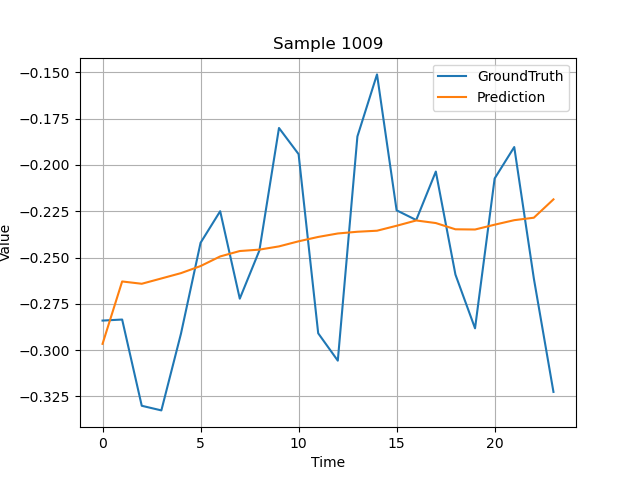 Sample 1009
GroundTruth
Prediction
−0.150
−0.175
−0.200
−0.225
−0.250
−0.275
−0.300
−0.325
Value
0 5 10 15 20
Time